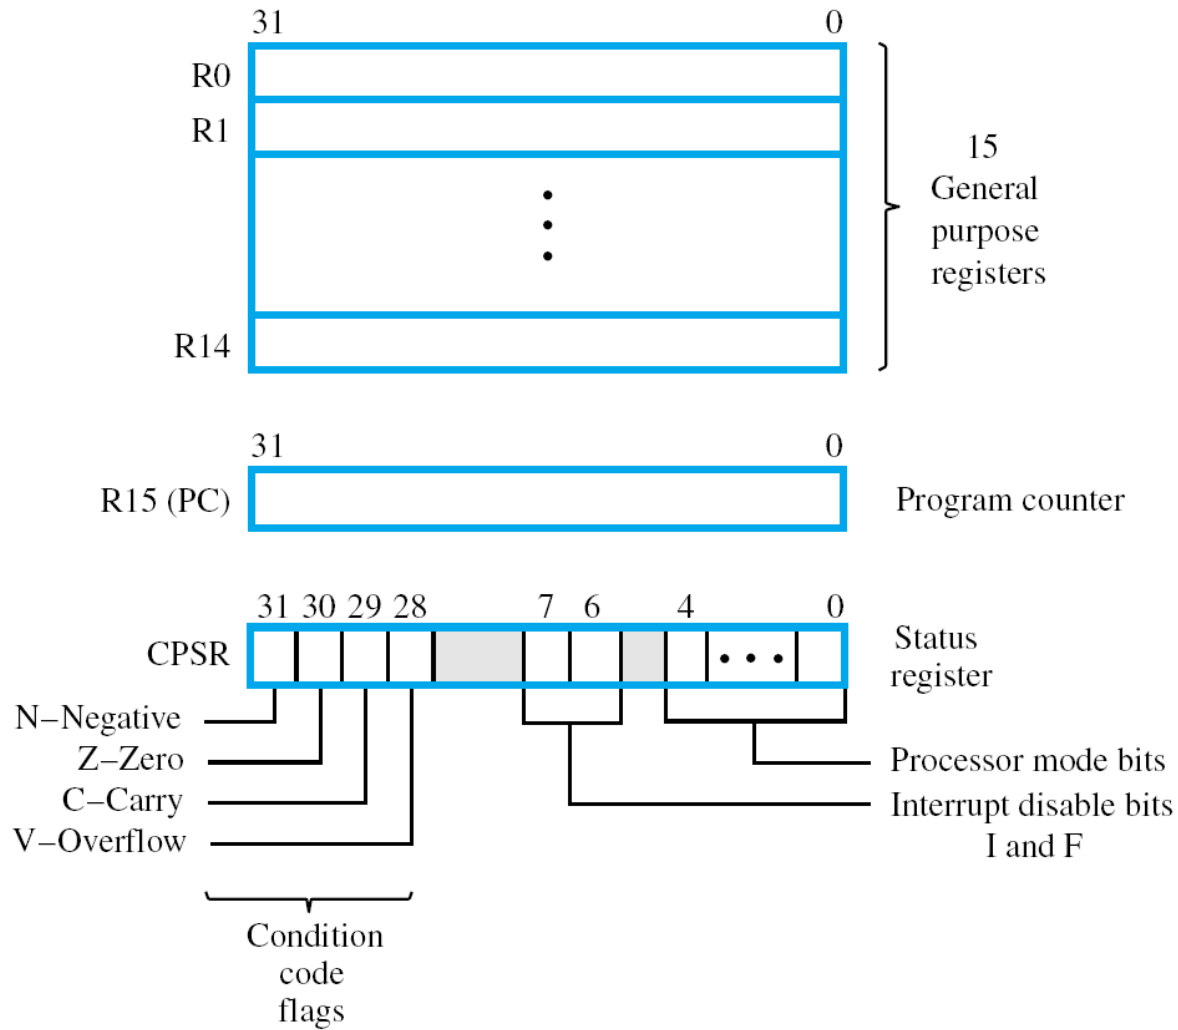 31 0
R0
R1
15
General
purpose
registers
R14
31 0
R15 (PC)
Program counter
31 30 29 28 7 6 4 0
CPSR
Status
register
N–Negative
Z–Zero
C–Carry
V–Overflow
Processor mode bits
Interrupt disable bits
I and F
Condition
code
flags